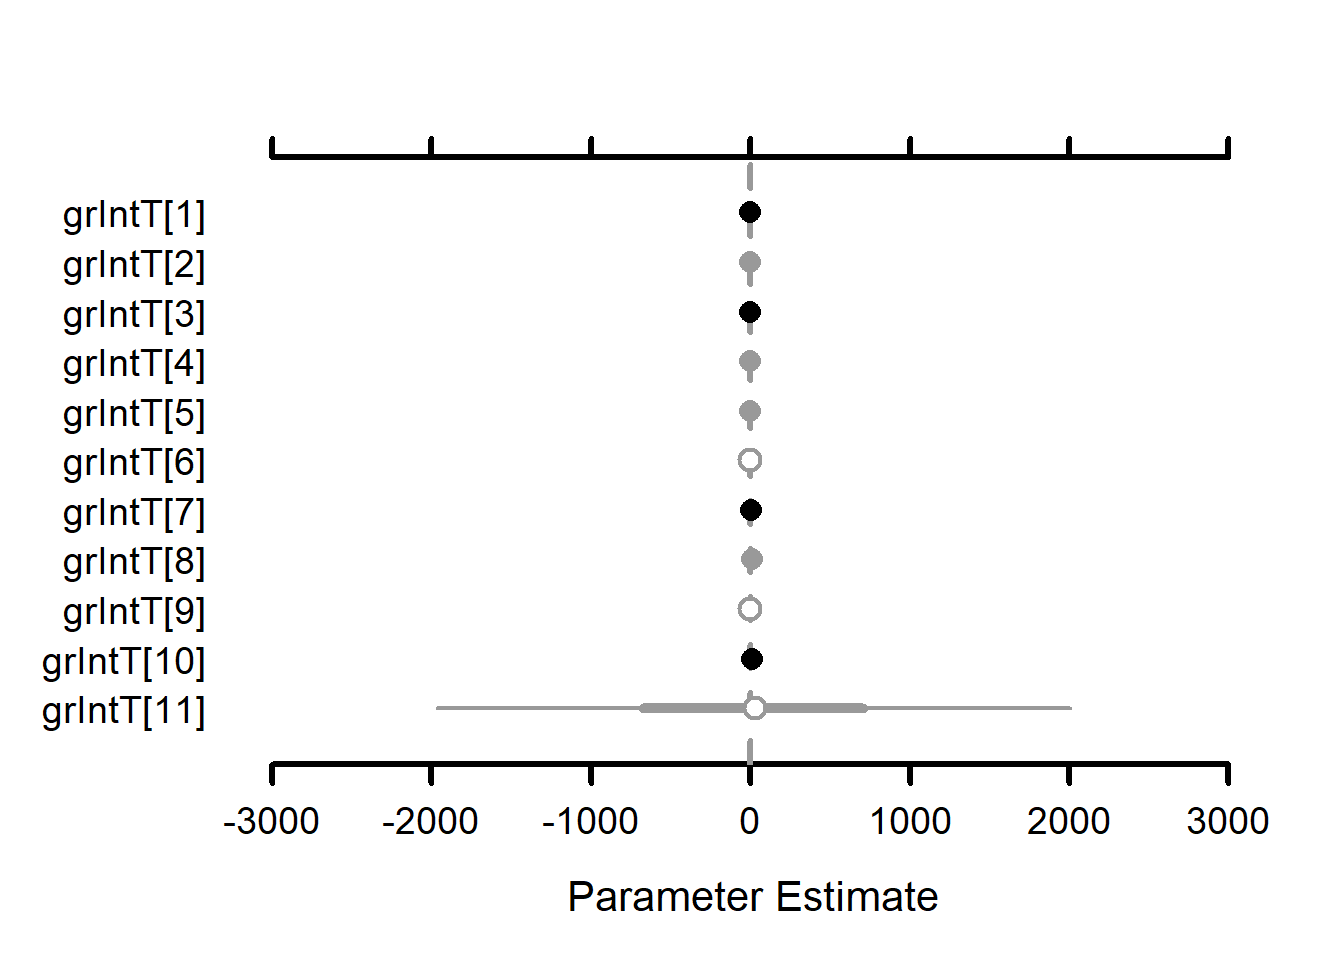 grIntT[1]
grIntT[2]
grIntT[3]
grIntT[4]
grIntT[5]
grIntT[6]
grIntT[7]
grIntT[8]
grIntT[9]
grIntT[10]
grIntT[11]
-3000 -2000 -1000 0 1000 2000 3000
Parameter Estimate